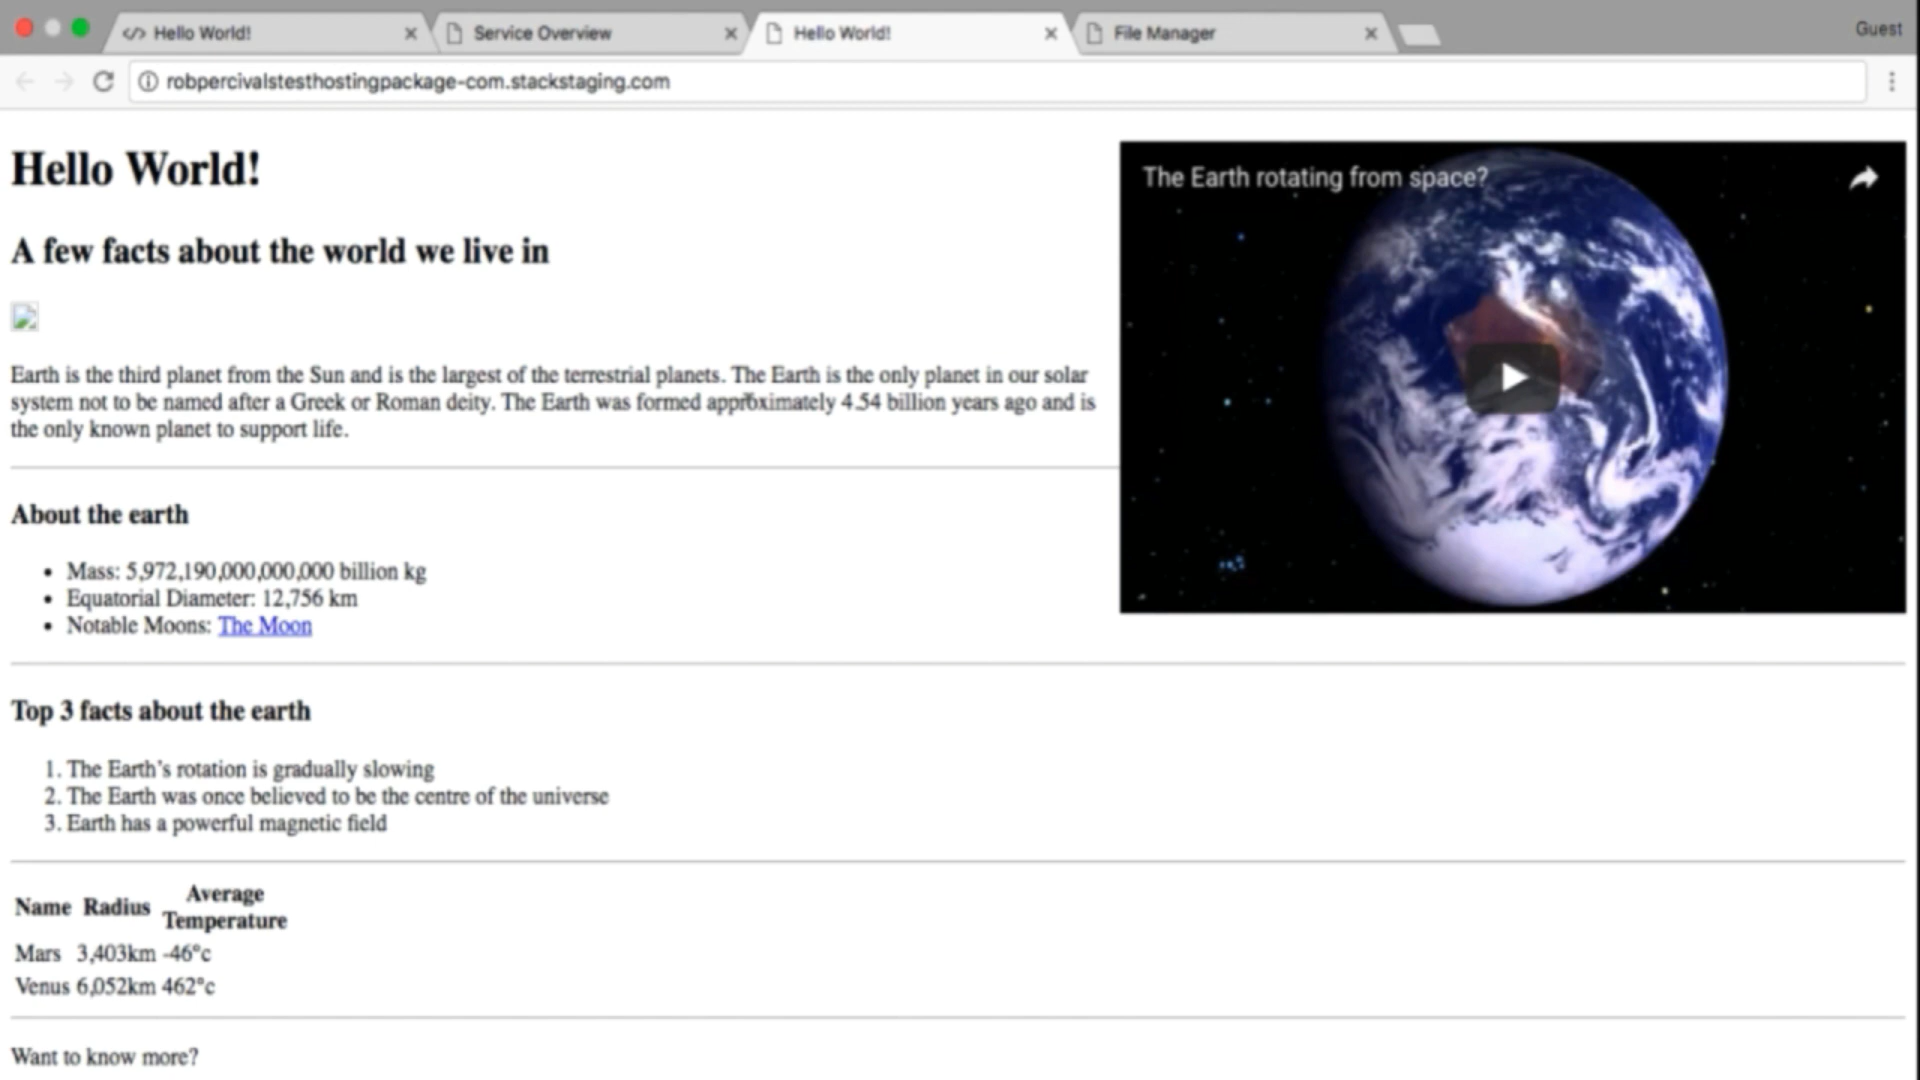 </> Hello World!
Service Overview
Hello World!
File Manager
Guest
robpercivalstesthostingpackage-com.stackstaging.com
Hello World!
A few facts about the world we live in
Earth is the third planet from the Sun and is the largest of the terrestrial planets. The Earth is the only planet in our solar
system not to be named after a Greek or Roman deity. The Earth was formed approximately 4.54 billion years ago and is
the only known planet to support life.
The Earth rotating from space?
About the earth
• Mass: 5,972,190,000,000,000 billion kg
• Equatorial Diameter: 12,756 km
• Notable Moons: The Moon
Top 3 facts about the earth
1. The Earth's rotation is gradually slowing
2. The Earth was once believed to be the centre of the universe
3. Earth has a powerful magnetic field
Name Radius Average Temperature
Mars 3,403km -46°c
Venus 6,052km 462°c
Want to know more?